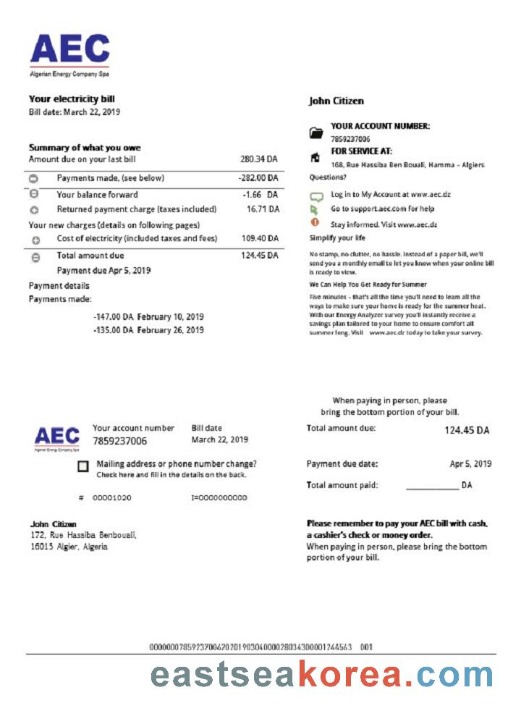 AEC
Algerian Energy Company Spa
Your electricity bill
Bill date: March 22, 2019
John Citizen
YOUR ACCOUNT NUMBER:
7859237006
FOR SERVICE AT:
168, Rue Hassiba Ben Bouali, Hamma - Algiers
Questions?
Log in to My Account at www.aec.dz
Go to support.aec.com for help
Stay informed. Visit www.aec.dz
Simplify your life
No stamp, no clutter, no hassle. Instead of a paper bill, we'll
send you a monthly email to let you know when your online bill
is ready to view.
We Can Help You Get Ready for Summer
Five minutes - that's all the time you'll need to learn all the
ways to make sure your home is ready for the summer heat.
With our Energy Analyzer survey you'll instantly receive a
savings plan tailored to your home to ensure comfort all
summer long. Visit www.aec.dz today to take your survey.
Summary of what you owe
Amount due on your last bill 280.34 DA
Payments made, (see below) -282.00 DA
Your balance forward -1.66 DA
Returned payment charge (taxes included) 16.71 DA
Your new charges (details on following pages)
Cost of electricity (included taxes and fees) 109.40 DA
Total amount due 124.45 DA
Payment due Apr 5, 2019
Payment details
Payments made:
-147.00 DA February 10, 2019
-135.00 DA February 26, 2019
When paying in person, please
bring the bottom portion of your bill.
AEC
Algerian Energy Company Spa
Your account number Bill date
7859237006 March 22, 2019
Mailing address or phone number change?
Check here and fill in the details on the back.
# 00001020 I=0000000000
Total amount due: 124.45 DA
Payment due date: Apr 5, 2019
Total amount paid: __________ DA
John Citizen
172, Rue Hassiba Benbouali,
16015 Algier, Algeria
Please remember to pay your AEC bill with cash,
a cashier's check or money order.
When paying in person, please bring the bottom
portion of your bill.
001
eastseakorea.com